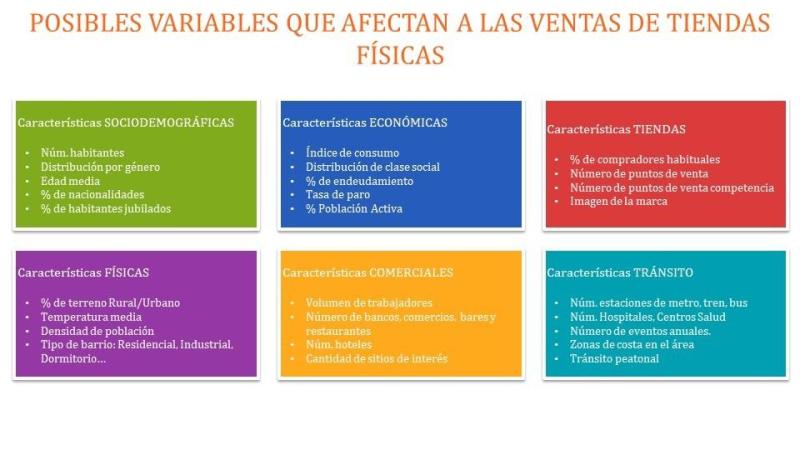 POSIBLES VARIABLES QUE AFECTAN A LAS VENTAS DE TIENDAS
FÍSICAS
Características SOCIODEMOGRÁFICAS
• Núm. habitantes
• Distribución por género
• Edad media
• % de nacionalidades
• % de habitantes jubilados
Características ECONÓMICAS
• Índice de consumo
• Distribución de clase social
• % de endeudamiento
• Tasa de paro
• % Población Activa
Características TIENDAS
• % de compradores habituales
• Número de puntos de venta
• Número de puntos de venta competencia
• Imagen de la marca
Características FÍSICAS
• % de terreno Rural/Urbano
• Temperatura media
• Densidad de población
• Tipo de barrio: Residencial, Industrial,
Dormitorio...
Características COMERCIALES
• Volumen de trabajadores
• Número de bancos, comercios, bares y
restaurantes
• Núm. hoteles
• Cantidad de sitios de interés
Características TRÁNSITO
• Núm. estaciones de metro, tren, bus
• Núm. Hospitales, Centros Salud
• Número de eventos anuales.
• Zonas de costa en el área
• Tránsito peatonal